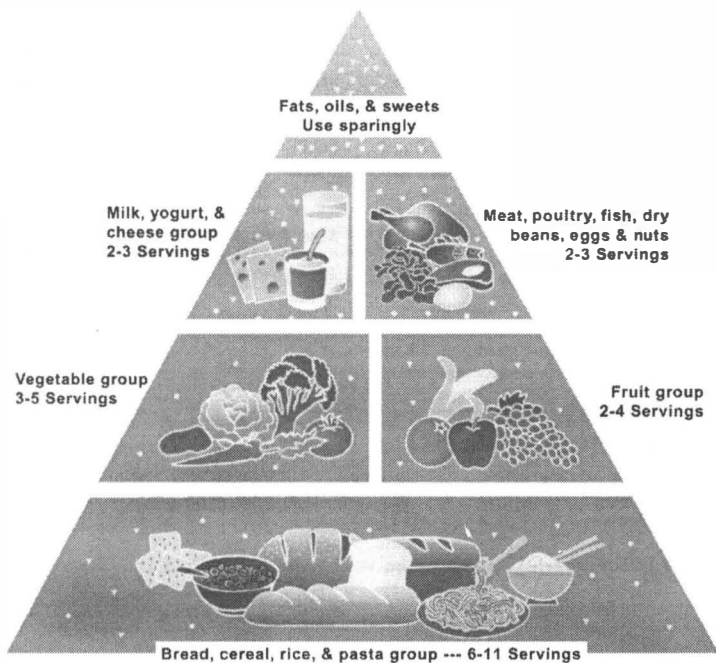 Fats, oils, & sweets
Use sparingly
Milk, yogurt, &
cheese group
2-3 Servings
Meat, poultry, fish, dry
beans, eggs & nuts
2-3 Servings
Vegetable group
3-5 Servings
Fruit group
2-4 Servings
Bread, cereal, rice, & pasta group --- 6-11 Servings